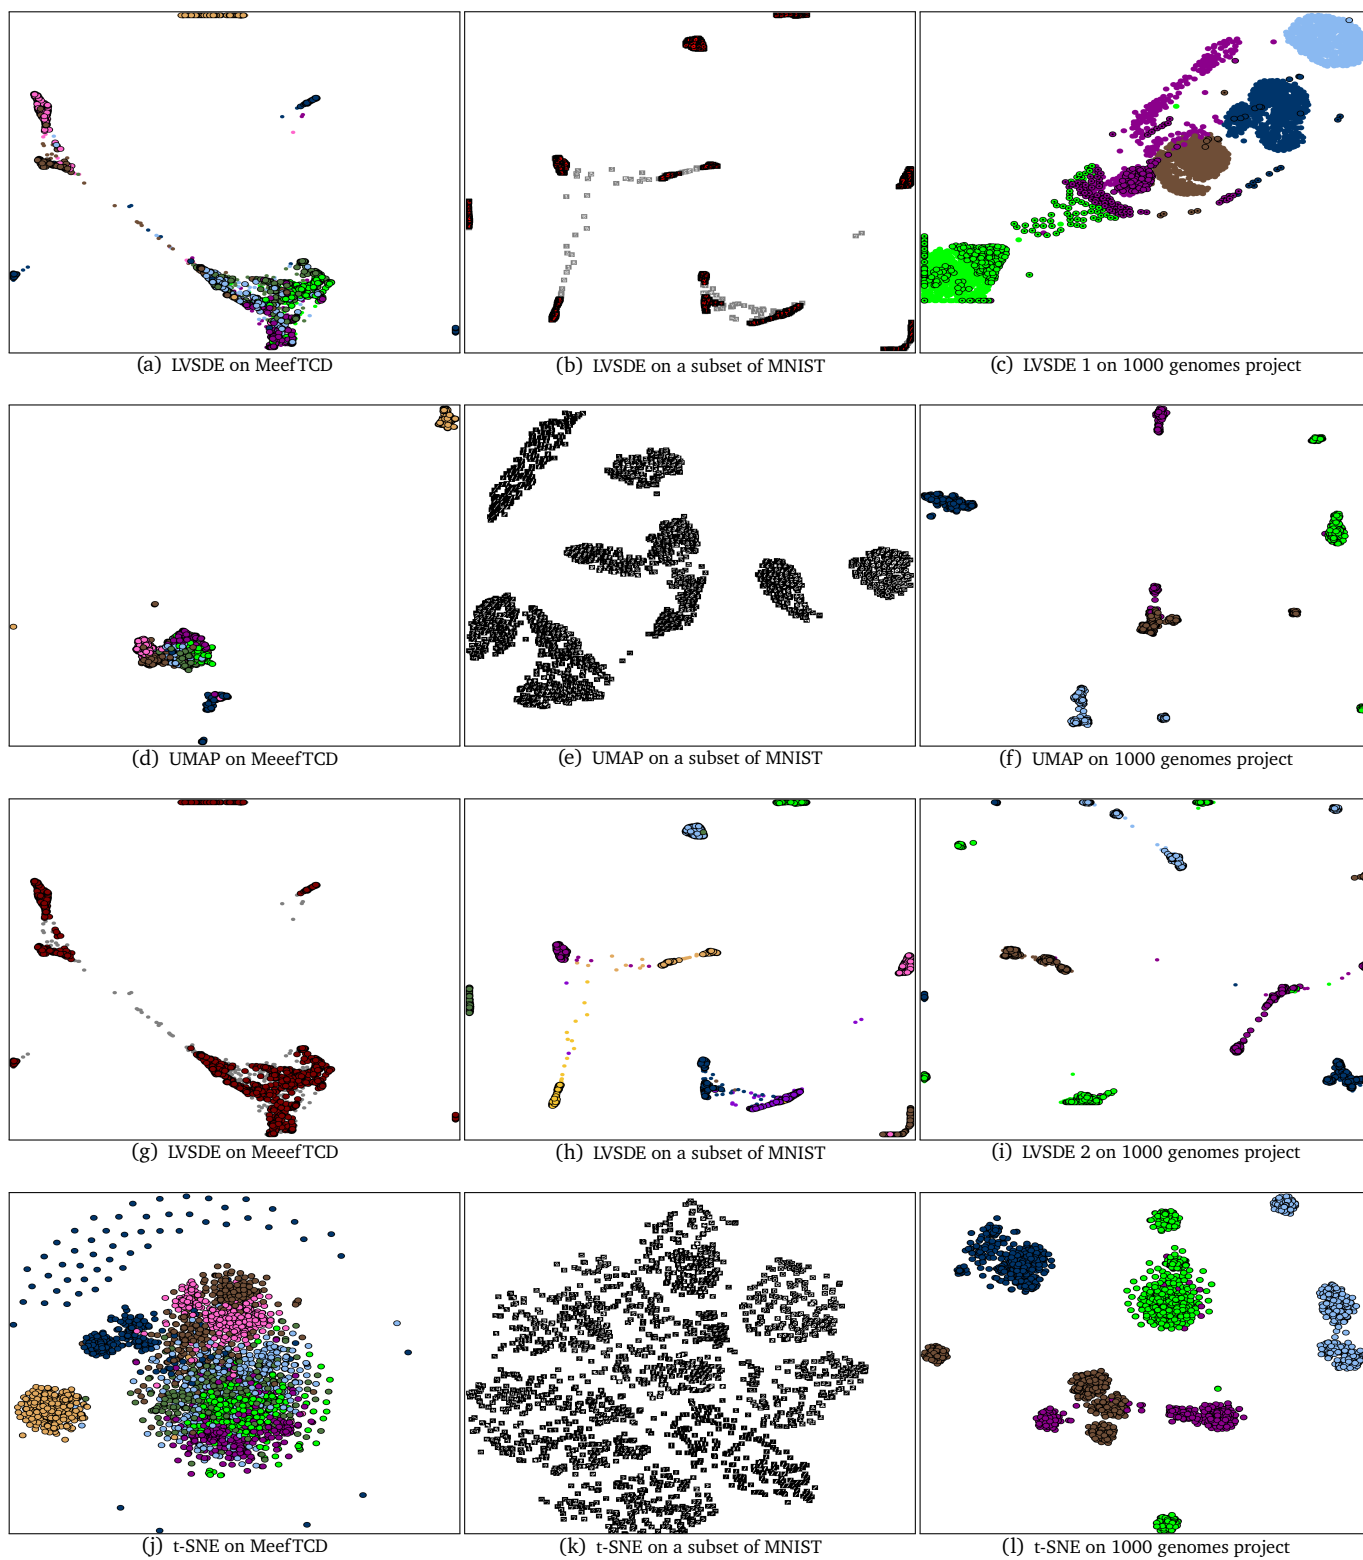 (a) LVSDE on MeefTCD
(b) LVSDE on a subset of MNIST
(c) LVSDE 1 on 1000 genomes project
(d) UMAP on MeeefTCD
(e) UMAP on a subset of MNIST
(f) UMAP on 1000 genomes project
(g) LVSDE on MeeefTCD
(h) LVSDE on a subset of MNIST
(i) LVSDE 2 on 1000 genomes project
(j) t-SNE on MeefTCD
(k) t-SNE on a subset of MNIST
(l) t-SNE on 1000 genomes project